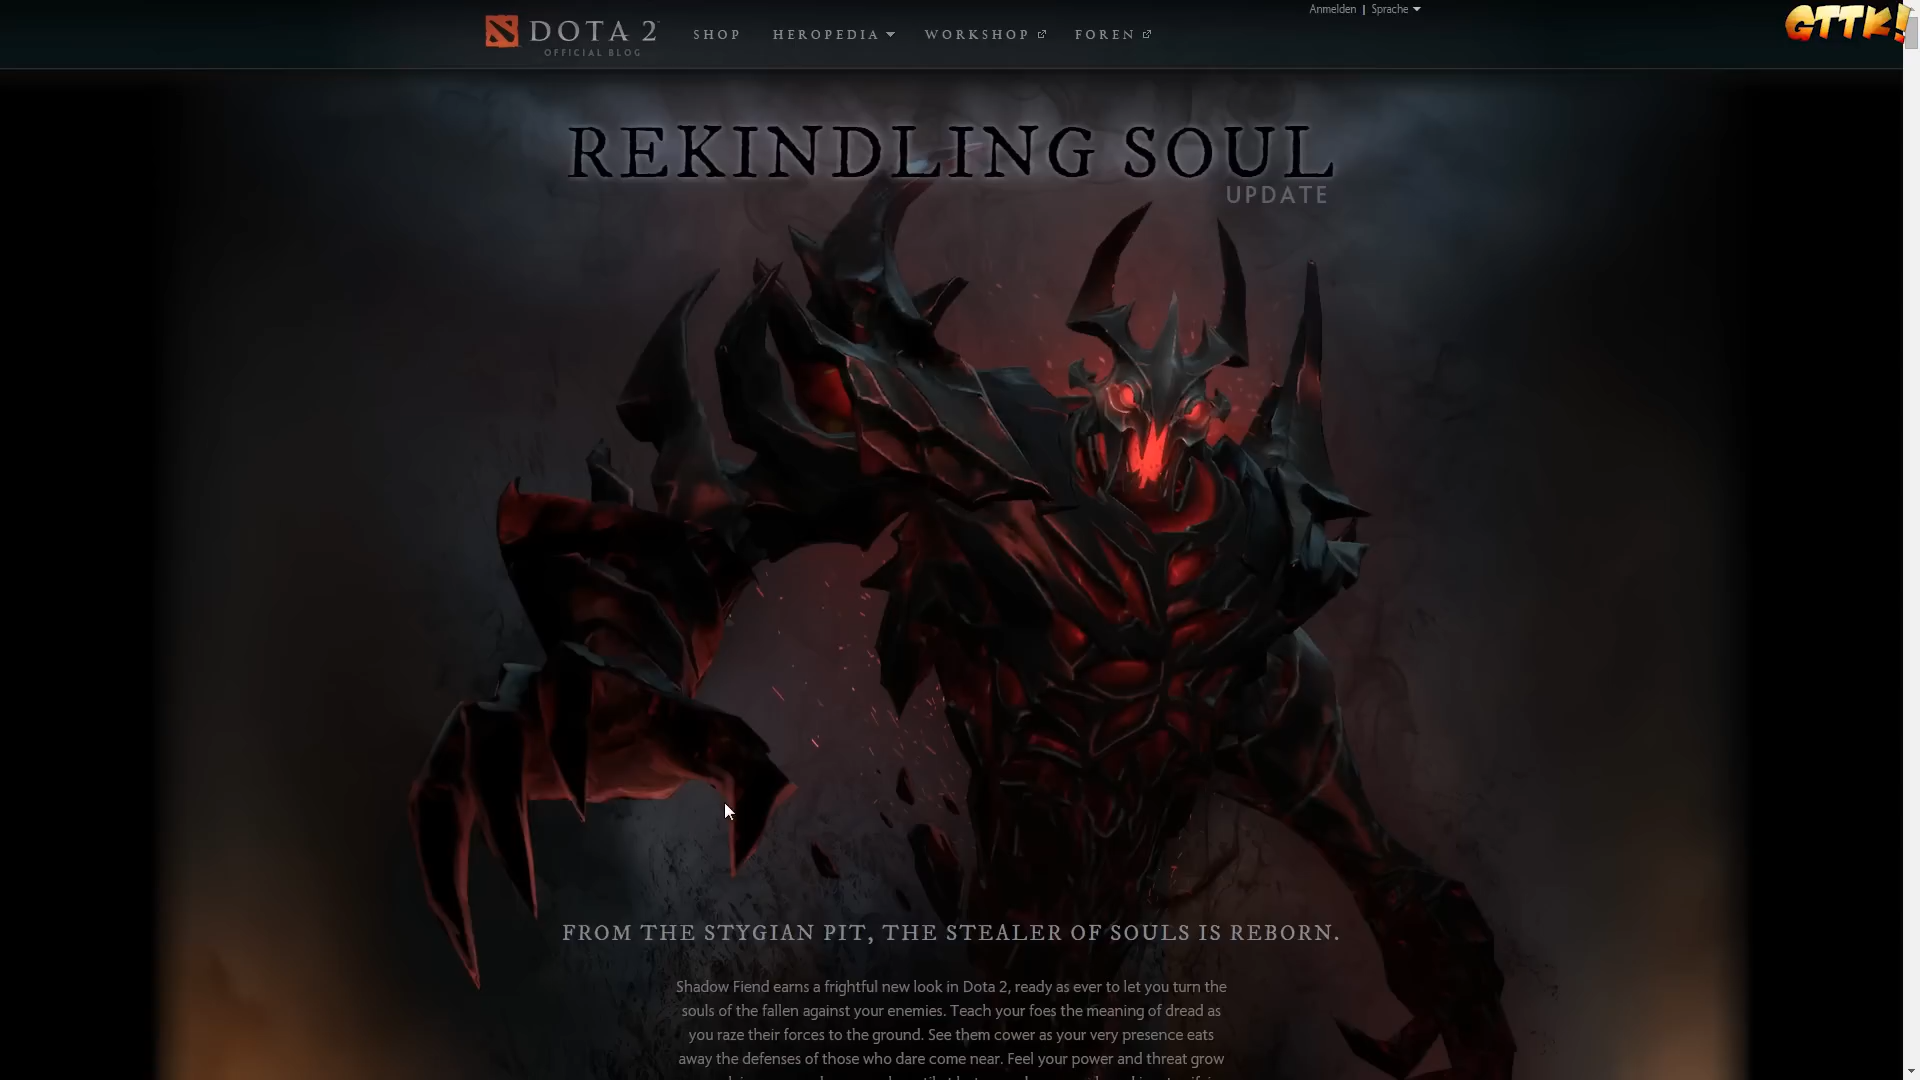 Anmelden | Sprache
GTTK!
DOTA 2
OFFICIAL BLOG
SHOP
HEROPEDIA
WORKSHOP
FOREN
REKINDLING SOUL
UPDATE
FROM THE STYGIAN PIT, THE STEALER OF SOULS IS REBORN.
Shadow Fiend earns a frightful new look in Dota 2, ready as ever to let you turn the
souls of the fallen against your enemies. Teach your foes the meaning of dread as
you raze their forces to the ground. See them cower as your very presence eats
away the defenses of those who dare come near. Feel your power and threat grow